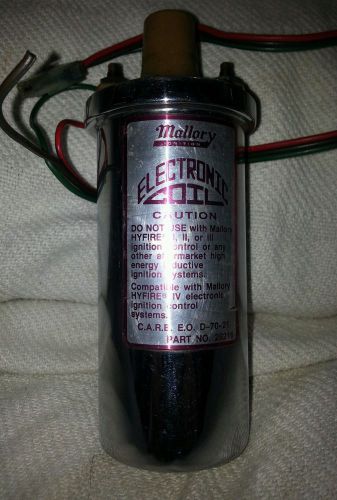 Mallory
IGNITION
ELECTRONIC
COIL
CAUTION
DO NOT USE with Mallory
HYFIRE® I, II, or III
ignition control or any
other aftermarket high
energy inductive
ignition systems.
Compatible with Mallory
HYFIRE® IV electronic
ignition control
systems.
C.A.R.B. E.O. D-70-21
PART NO.